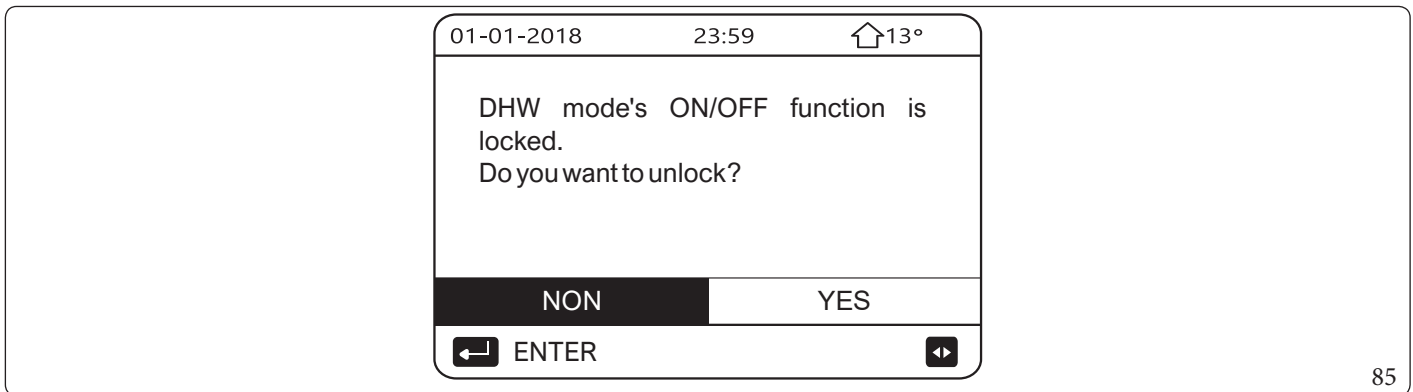 01-01-2018 23:59 13°
DHW mode's ON/OFF function is
locked.
Do you want to unlock?
NON YES
ENTER
85